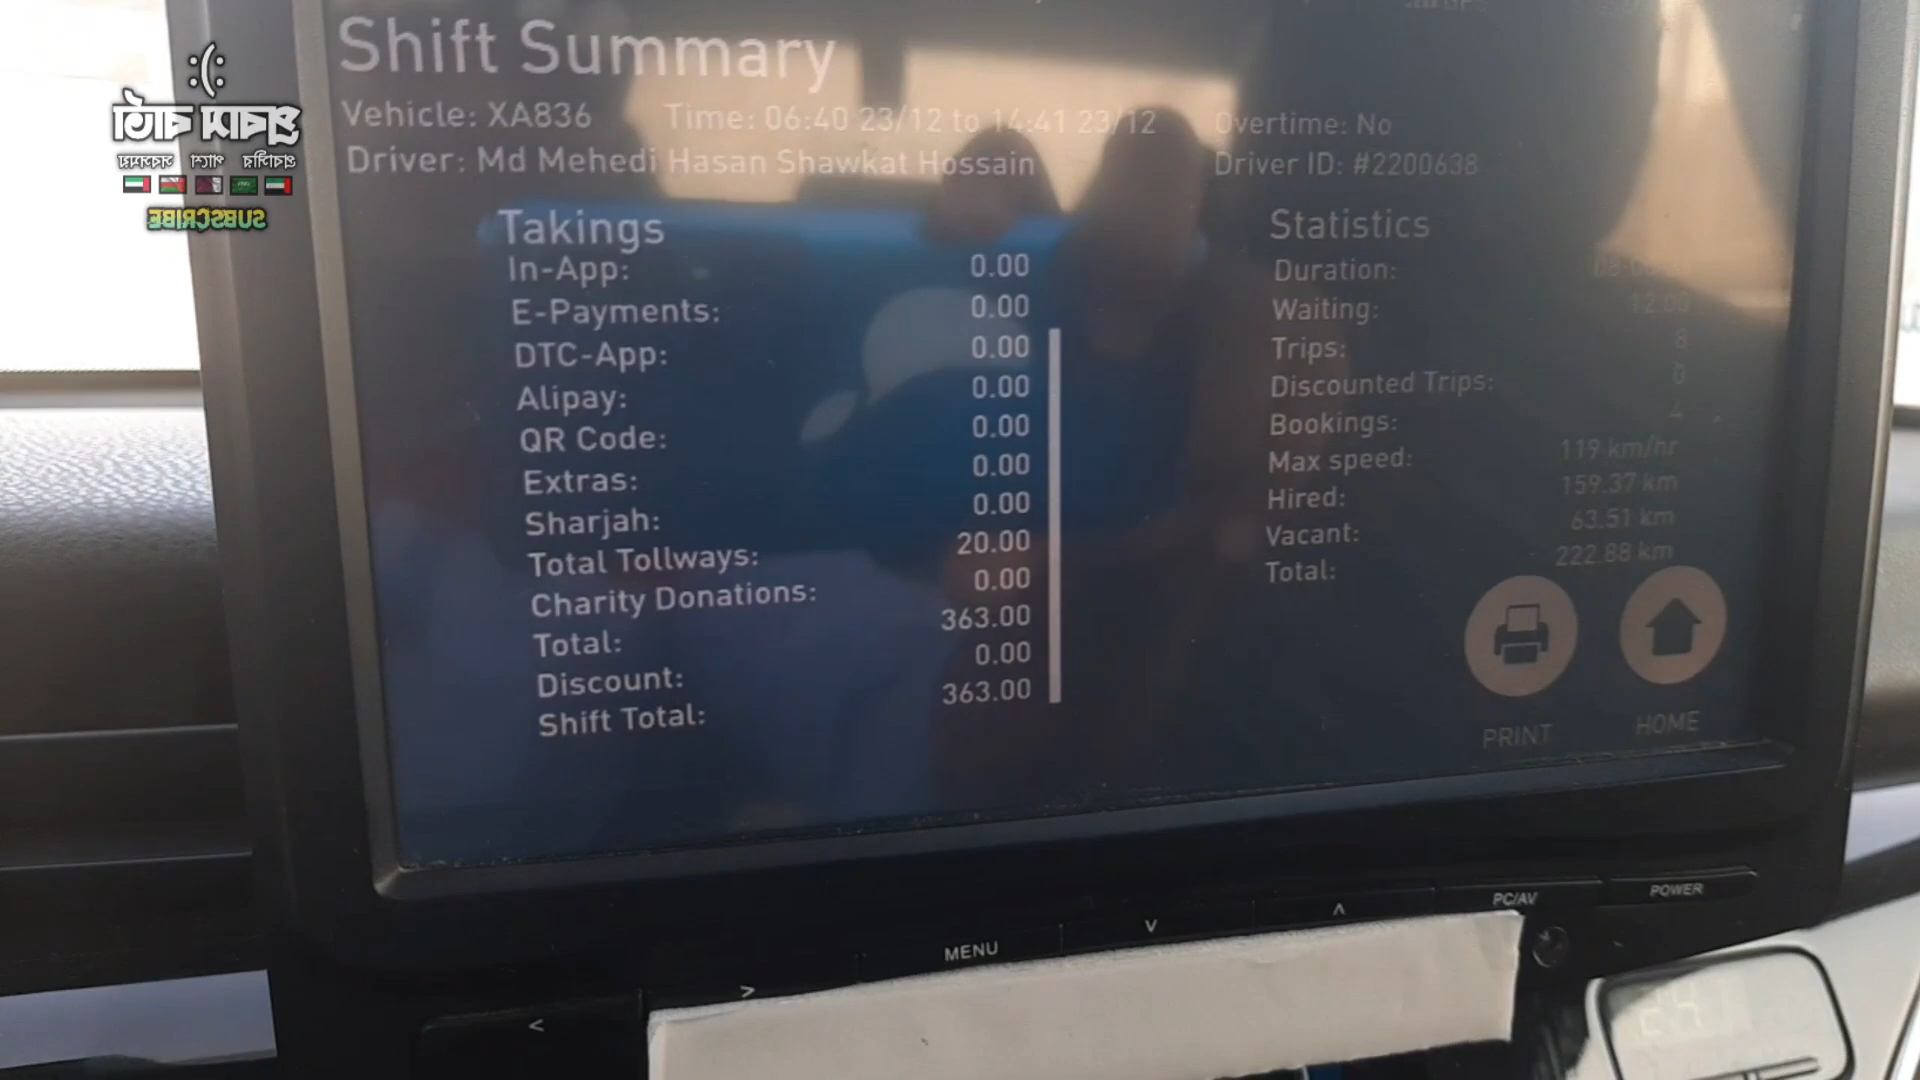 Shift Summary
Vehicle: XA836 Time: 06:40 23/12 to 14:41 23/12 Overtime: No
Driver: Md Mehedi Hasan Shawkat Hossain Driver ID: #2200638
Takings
In-App: 0.00
E-Payments: 0.00
DTC-App: 0.00
Alipay: 0.00
QR Code: 0.00
Extras: 0.00
Sharjah: 0.00
Total Tollways: 20.00
Charity Donations: 0.00
Total: 363.00
Discount: 0.00
Shift Total: 363.00
Statistics
Duration:
Waiting:
Trips: 8
Discounted Trips: 0
Bookings: 4
Max speed: 119 km/hr
Hired: 159.37 km
Vacant: 63.51 km
Total: 222.88 km
PRINT HOME
< > MENU V Λ PC/AV POWER
SUBSCRIBE